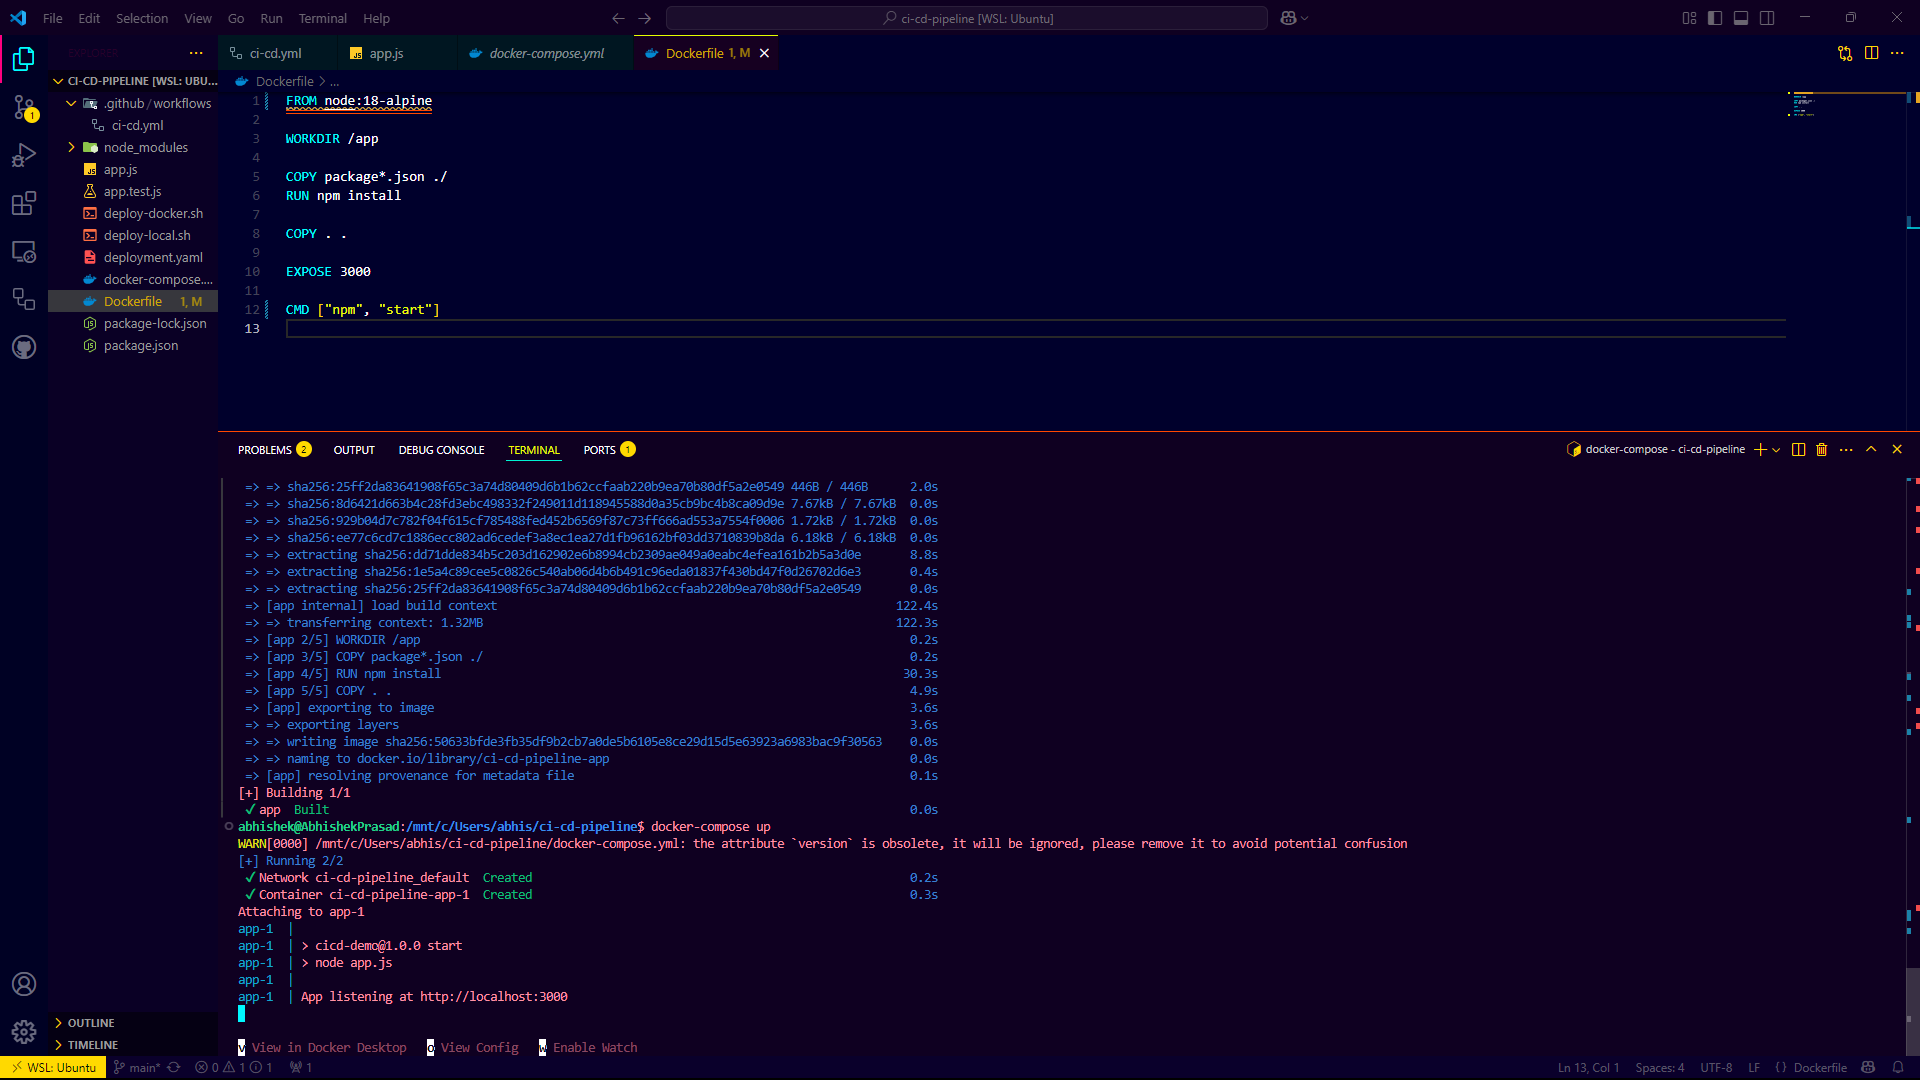 File Edit Selection View Go Run Terminal Help
ci-cd-pipeline [WSL: Ubuntu]
EXPLORER
ci-cd.yml
app.js
docker-compose.yml
Dockerfile 1, M
CI-CD-PIPELINE [WSL: UBU...
.github/workflows
ci-cd.yml
node_modules
app.js
app.test.js
deploy-docker.sh
deploy-local.sh
deployment.yaml
docker-compose....
Dockerfile 1, M
package-lock.json
package.json
OUTLINE
TIMELINE
Dockerfile > ...
1 FROM node:18-alpine
2
3 WORKDIR /app
4
5 COPY package*.json ./
6 RUN npm install
7
8 COPY . .
9
10 EXPOSE 3000
11
12 CMD ["npm", "start"]
13
PROBLEMS 2 OUTPUT DEBUG CONSOLE TERMINAL PORTS 1
docker-compose - ci-cd-pipeline
=> => sha256:25ff2da83641908f65c3a74d80409d6b1b62ccfaab220b9ea70b80df5a2e0549 446B / 446B 2.0s
=> => sha256:8d6421d663b4c28fd3ebc498332f249011d118945588d0a35cb9bc4b8ca09d9e 7.67kB / 7.67kB 0.0s
=> => sha256:929b04d7c782f04f615cf785488fed452b6569f87c73ff666ad553a7554f0006 1.72kB / 1.72kB 0.0s
=> => sha256:ee77c6cd7c1886ecc802ad6cedef3a8ec1ea27d1fb96162bf03dd3710839b8da 6.18kB / 6.18kB 0.0s
=> => extracting sha256:dd71dde834b5c203d162902e6b8994cb2309ae049a0eabc4efea161b2b5a3d0e 8.8s
=> => extracting sha256:1e5a4c89cee5c0826c540ab06d4b6b491c96eda01837f430bd47f0d26702d6e3 0.4s
=> => extracting sha256:25ff2da83641908f65c3a74d80409d6b1b62ccfaab220b9ea70b80df5a2e0549 0.0s
=> [app internal] load build context 122.4s
=> => transferring context: 1.32MB 122.3s
=> [app 2/5] WORKDIR /app 0.2s
=> [app 3/5] COPY package*.json ./ 0.2s
=> [app 4/5] RUN npm install 30.3s
=> [app 5/5] COPY . . 4.9s
=> [app] exporting to image 3.6s
=> => exporting layers 3.6s
=> => writing image sha256:50633bfde3fb35df9b2cb7a0de5b6105e8ce29d15d5e63923a6983bac9f30563 0.0s
=> => naming to docker.io/library/ci-cd-pipeline-app 0.0s
=> [app] resolving provenance for metadata file 0.1s
[+] Building 1/1
✓ app Built 0.0s
abhishek@AbhishekPrasad:/mnt/c/Users/abhis/ci-cd-pipeline$ docker-compose up
WARN[0000] /mnt/c/Users/abhis/ci-cd-pipeline/docker-compose.yml: the attribute `version` is obsolete, it will be ignored, please remove it to avoid potential confusion
[+] Running 2/2
✓ Network ci-cd-pipeline_default Created 0.2s
✓ Container ci-cd-pipeline-app-1 Created 0.3s
Attaching to app-1
app-1 |
app-1 | > cicd-demo@1.0.0 start
app-1 | > node app.js
app-1 |
app-1 | App listening at http://localhost:3000
v View in Docker Desktop o View Config w Enable Watch
WSL: Ubuntu main* 0 1 1 1
Ln 13, Col 1 Spaces: 4 UTF-8 LF {} Dockerfile